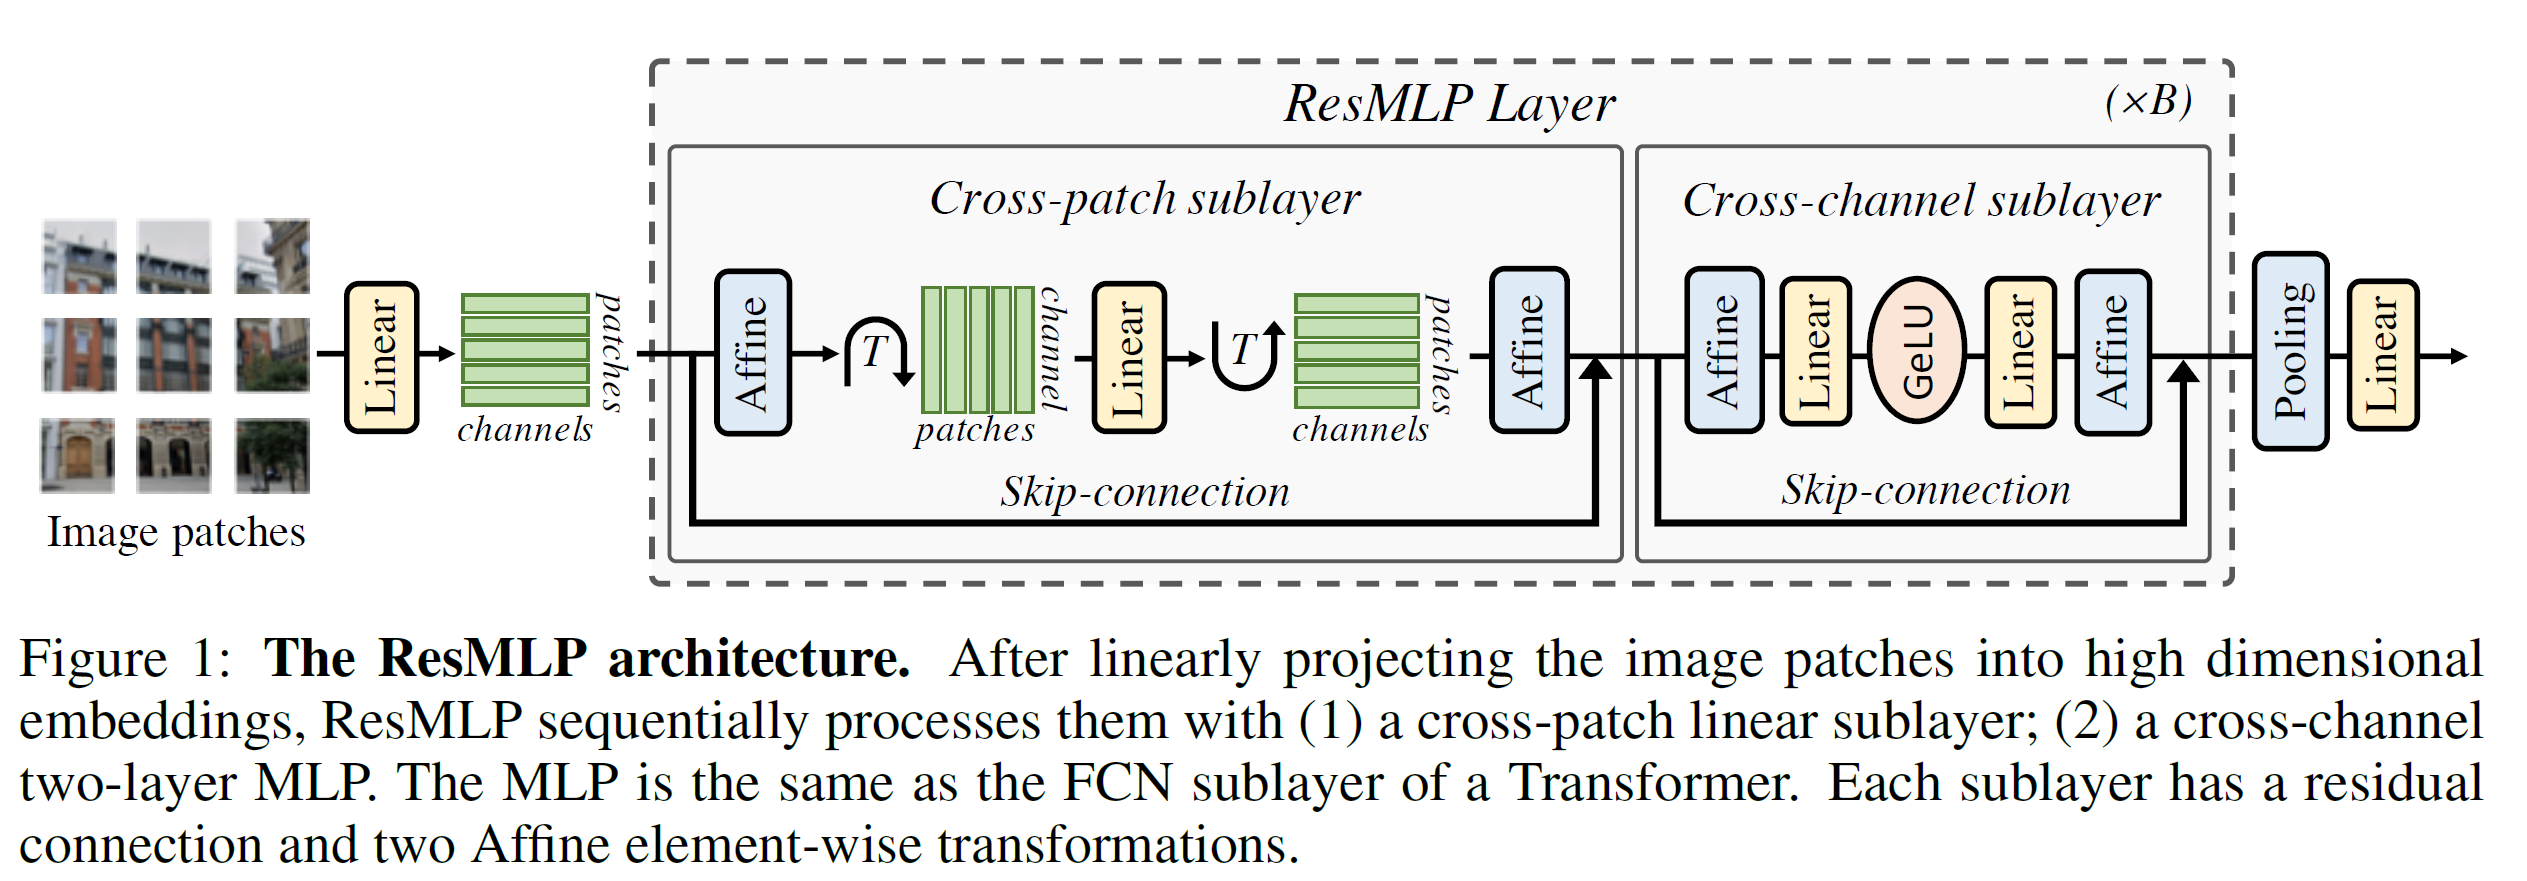 ResMLP Layer
(×B)
Cross-patch sublayer
Cross-channel sublayer
Image patches
Linear
patches
channels
Affine
T
channel
patches
Linear
T
patches
channels
Affine
Skip-connection
Affine
Linear
GeLU
Linear
Affine
Skip-connection
Pooling
Linear
Figure 1: The ResMLP architecture. After linearly projecting the image patches into high dimensional
embeddings, ResMLP sequentially processes them with (1) a cross-patch linear sublayer; (2) a cross-channel
two-layer MLP. The MLP is the same as the FCN sublayer of a Transformer. Each sublayer has a residual
connection and two Affine element-wise transformations.